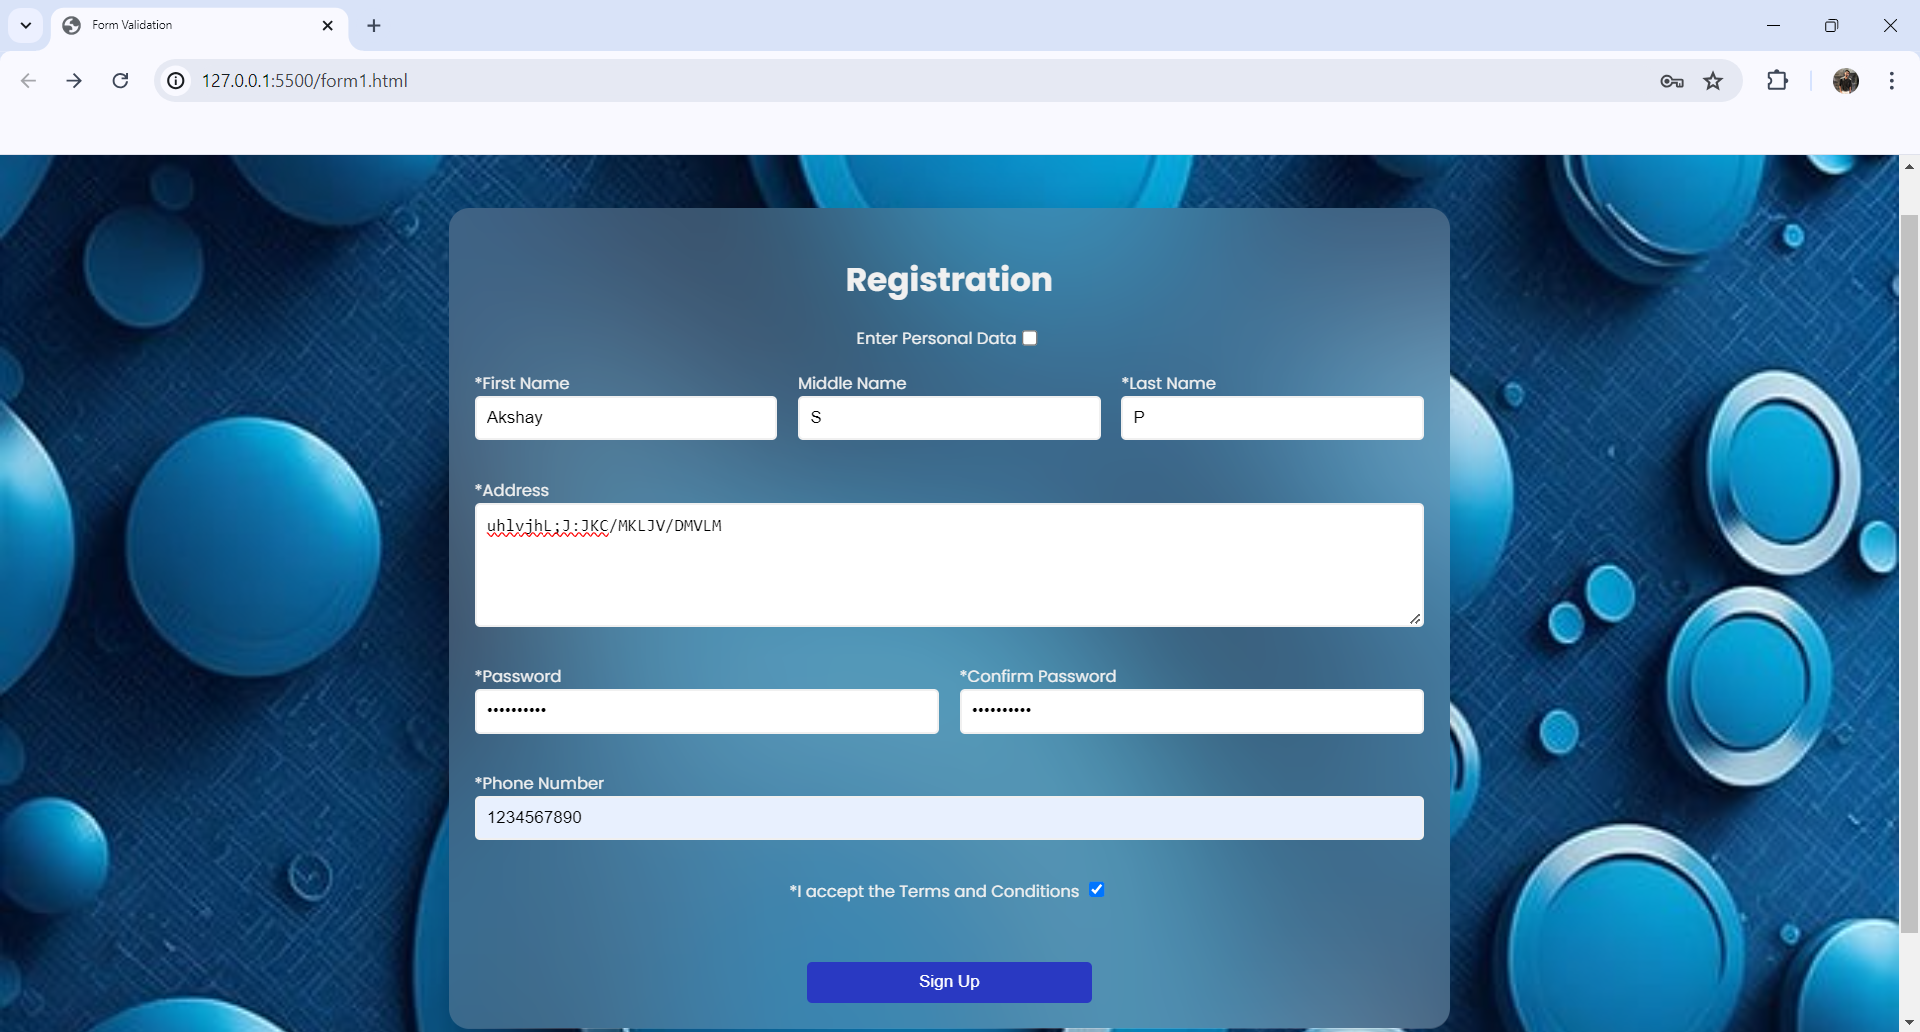 Form Validation
127.0.0.1:5500/form1.html
Registration
Enter Personal Data
*First Name Middle Name *Last Name
Akshay S P
*Address
uhlvjhL;J:JKC/MKLJV/DMVLM
*Password *Confirm Password
•••••••••• ••••••••••
*Phone Number
1234567890
*I accept the Terms and Conditions
Sign Up